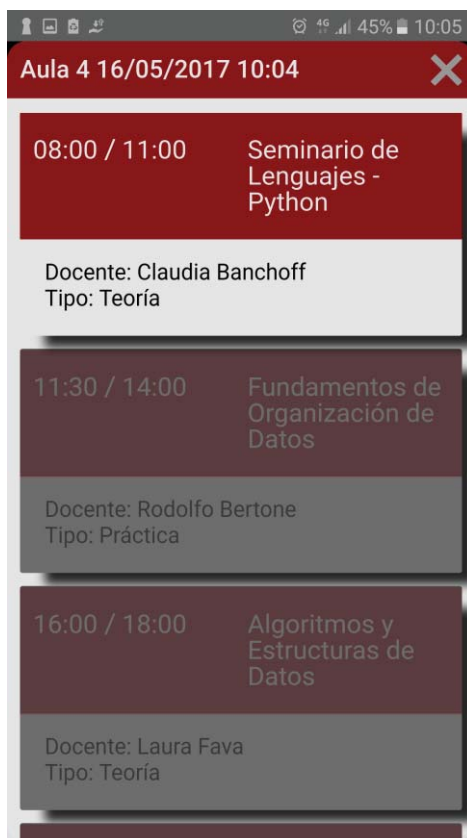 4G 45% 10:05
Aula 4 16/05/2017 10:04
08:00 / 11:00 Seminario de
Lenguajes -
Python
Docente: Claudia Banchoff
Tipo: Teoría
11:30 / 14:00 Fundamentos de
Organización de
Datos
Docente: Rodolfo Bertone
Tipo: Práctica
16:00 / 18:00 Algoritmos y
Estructuras de
Datos
Docente: Laura Fava
Tipo: Teoría